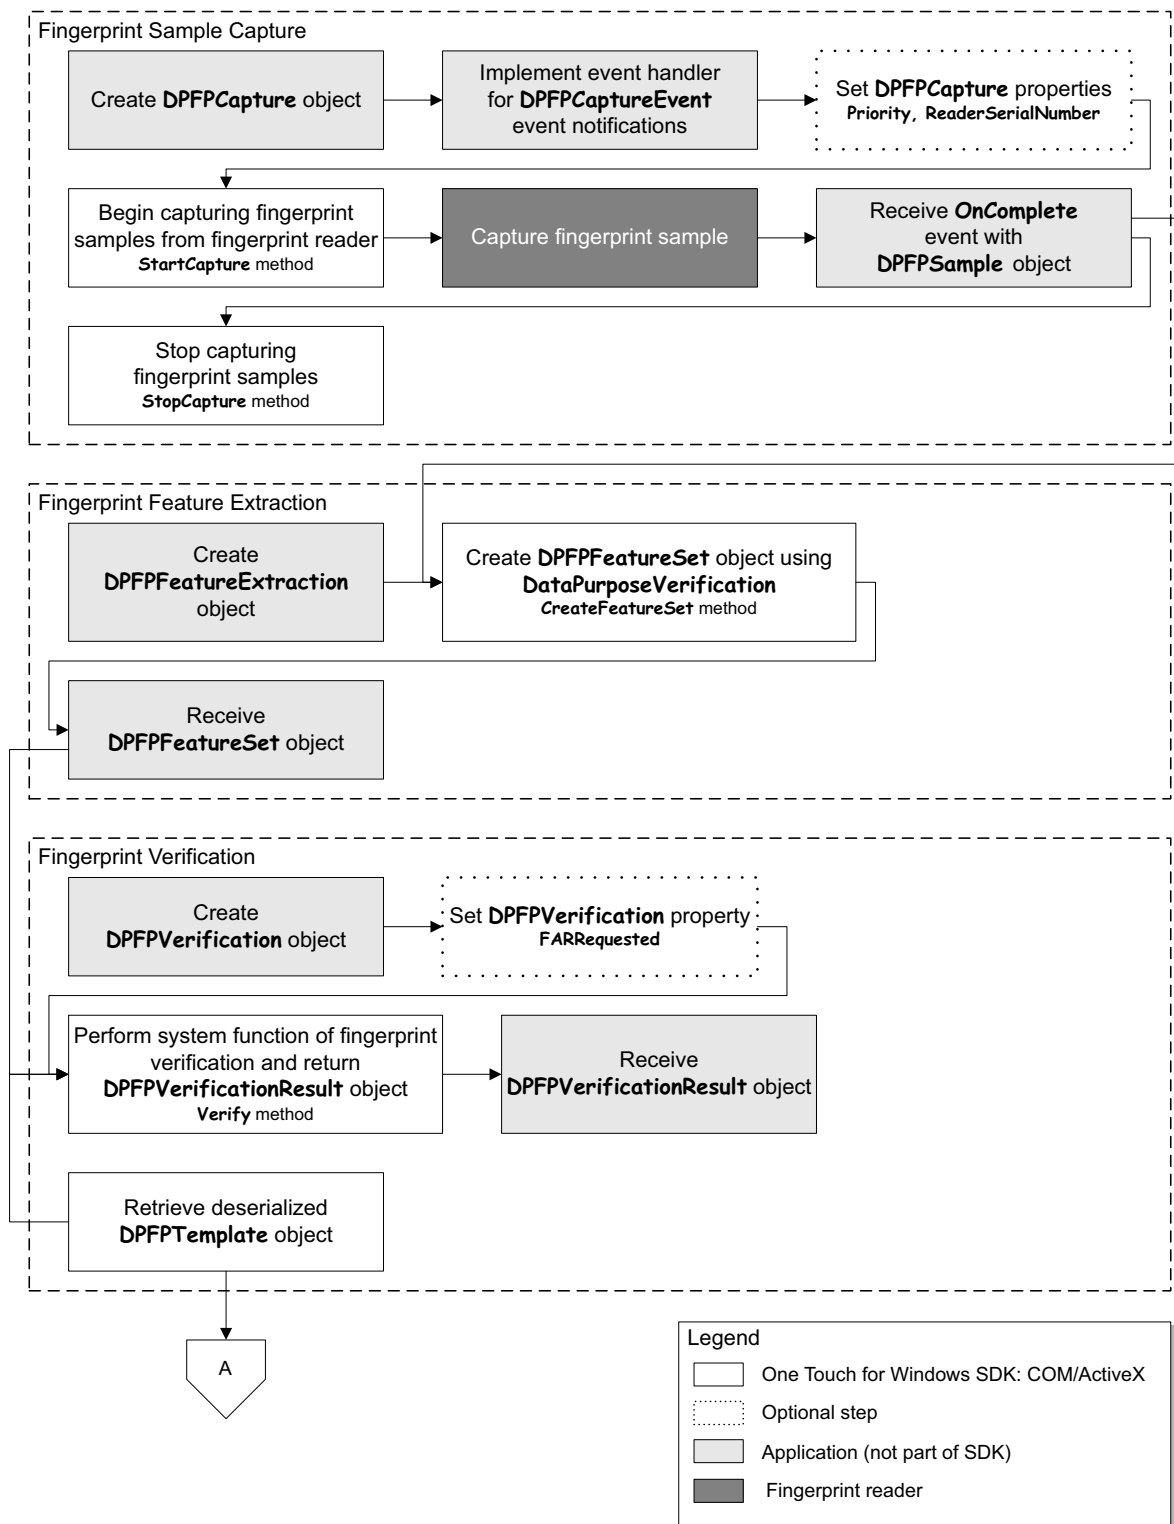 Fingerprint Sample Capture
Create DPFPCapture object
Implement event handler
for DPFPCaptureEvent
event notifications
Set DPFPCapture properties
Priority, ReaderSerialNumber
Begin capturing fingerprint
samples from fingerprint reader
StartCapture method
Capture fingerprint sample
Receive OnComplete
event with
DPFPSample object
Stop capturing
fingerprint samples
StopCapture method
Fingerprint Feature Extraction
Create
DPFPFeatureExtraction
object
Create DPFPFeatureSet object using
DataPurposeVerification
CreateFeatureSet method
Receive
DPFPFeatureSet object
Fingerprint Verification
Create
DPFPVerification object
Set DPFPVerification property
FARRequested
Perform system function of fingerprint
verification and return
DPFPVerificationResult object
Verify method
Receive
DPFPVerificationResult object
Retrieve deserialized
DPFPTemplate object
A
Legend
One Touch for Windows SDK: COM/ActiveX
Optional step
Application (not part of SDK)
Fingerprint reader